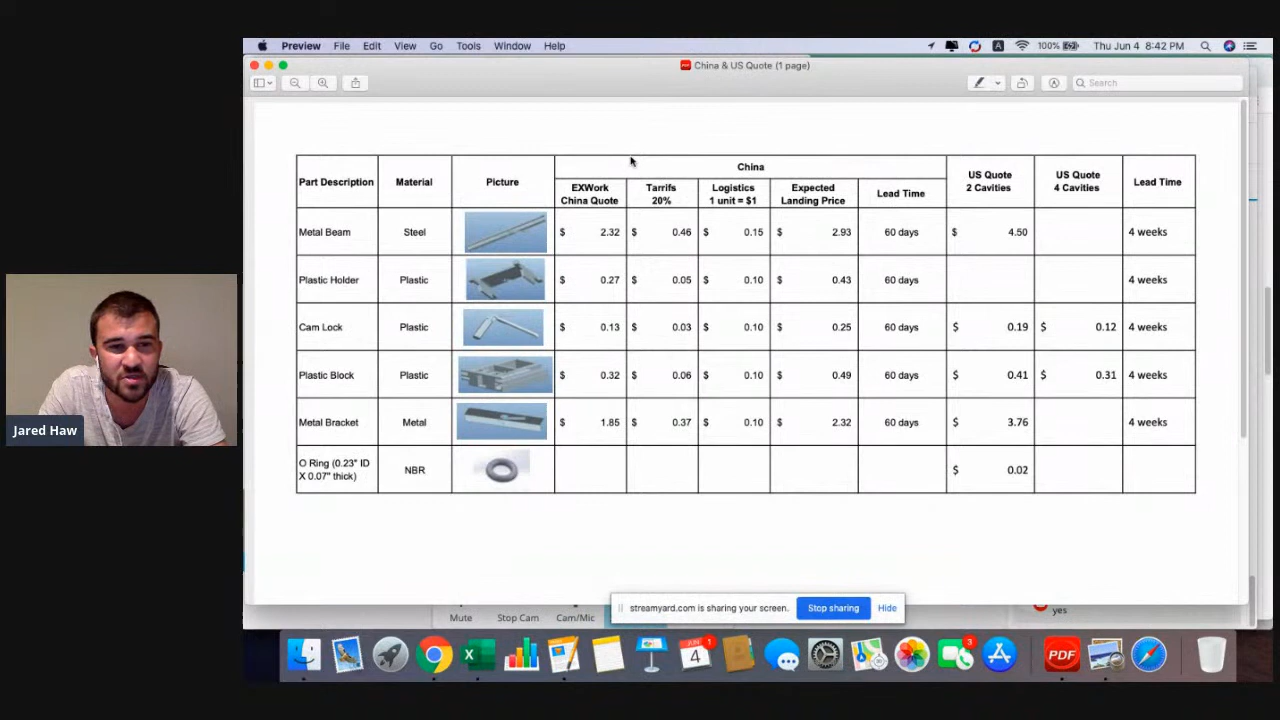 Preview File Edit View Go Tools Window Help 100% Thu Jun 4 8:42 PM
PDF China & US Quote (1 page)
Search
Part Description Material Picture China US Quote 2 Cavities US Quote 4 Cavities Lead Time
EXWork China Quote Tarrifs 20% Logistics 1 unit = $1 Expected Landing Price Lead Time
Metal Beam Steel $ 2.32 $ 0.46 $ 0.15 $ 2.93 60 days $ 4.50 4 weeks
Plastic Holder Plastic $ 0.27 $ 0.05 $ 0.10 $ 0.43 60 days 4 weeks
Cam Lock Plastic $ 0.13 $ 0.03 $ 0.10 $ 0.25 60 days $ 0.19 $ 0.12 4 weeks
Plastic Block Plastic $ 0.32 $ 0.06 $ 0.10 $ 0.49 60 days $ 0.41 $ 0.31 4 weeks
Metal Bracket Metal $ 1.85 $ 0.37 $ 0.10 $ 2.32 60 days $ 3.76 4 weeks
O Ring (0.23" ID X 0.07" thick) NBR $ 0.02
Jared Haw
streamyard.com is sharing your screen. Stop sharing Hide
Mute Stop Cam Cam/Mic yes
JUN 4 1 3 PDF